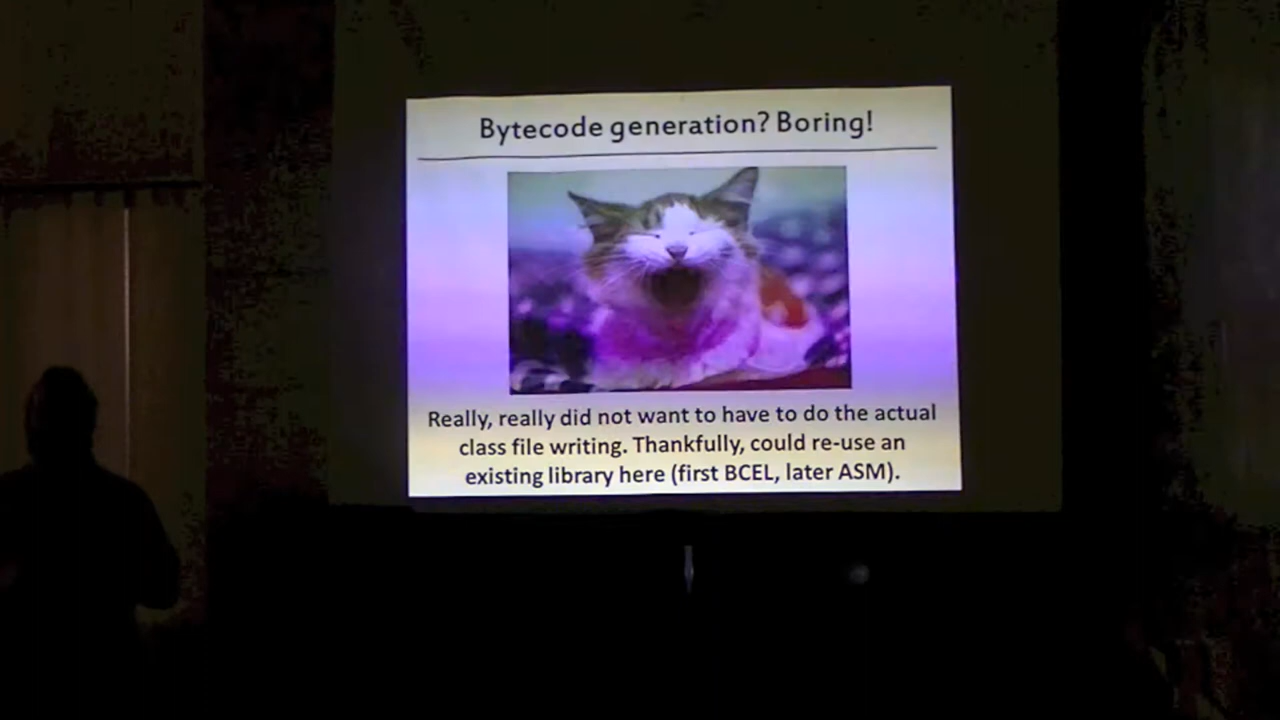 Bytecode generation? Boring!
Really, really did not want to have to do the actual
class file writing. Thankfully, could re-use an
existing library here (first BCEL, later ASM).